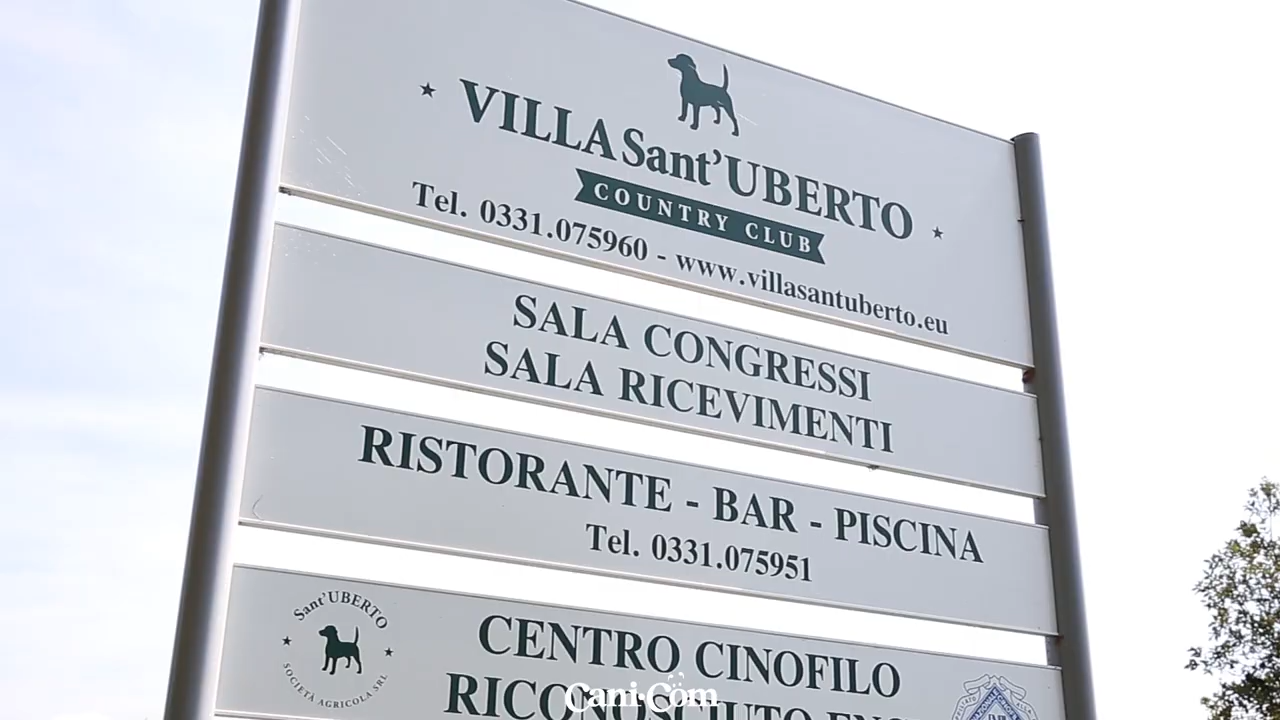 VILLA Sant'UBERTO
COUNTRY CLUB
Tel. 0331.075960 - www.villasantuberto.eu
SALA CONGRESSI
SALA RICEVIMENTI
RISTORANTE - BAR - PISCINA
Tel. 0331.075951
Sant'UBERTO
SOCIETÀ AGRICOLA SRL
CENTRO CINOFILO
RICONOSCIUTO
Cani.Com